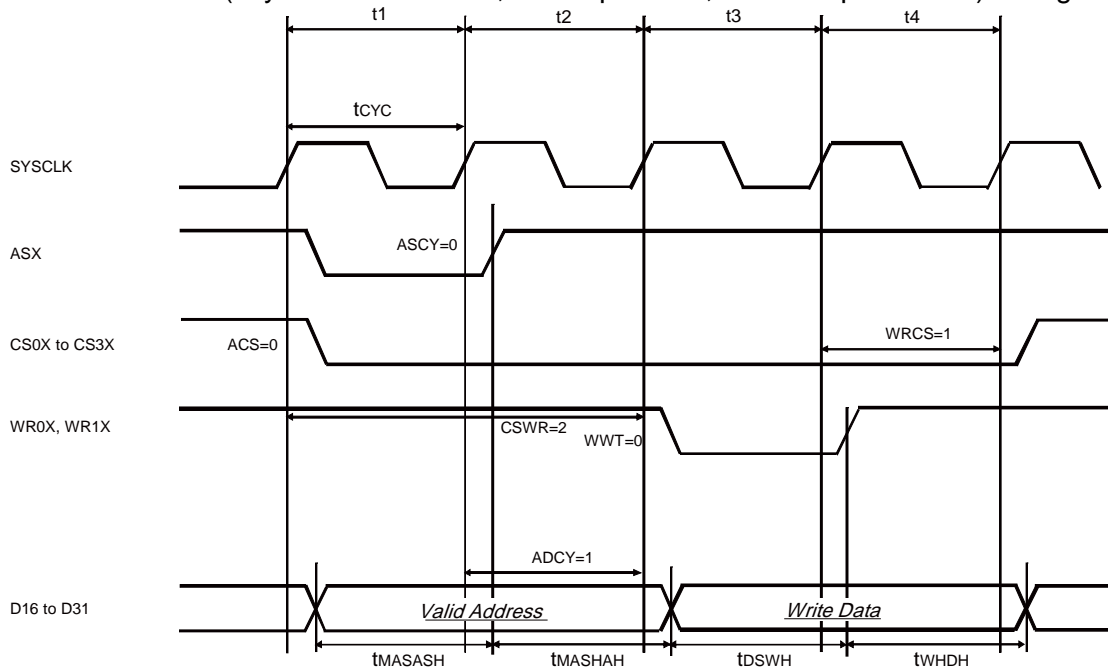 t1 t2 t3 t4
tCYC
SYSCLK
ASX
ASCY=0
CS0X to CS3X
ACS=0
WRCS=1
WR0X, WR1X
CSWR=2
WWT=0
ADCY=1
D16 to D31
Valid Address
Write Data
tMASASH tMASHAH tDSWH tWHDH